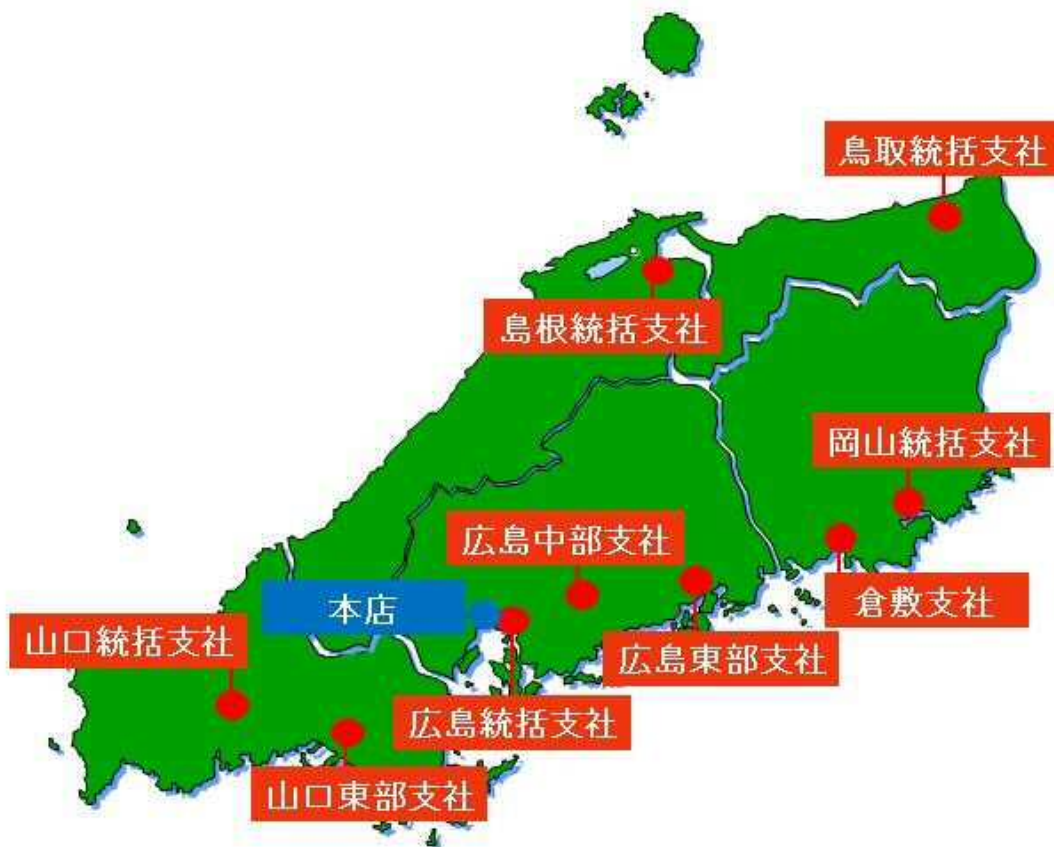 鳥取統括支社
島根統括支社
岡山統括支社
広島中部支社
本店
倉敷支社
山口統括支社
広島東部支社
広島統括支社
山口東部支社